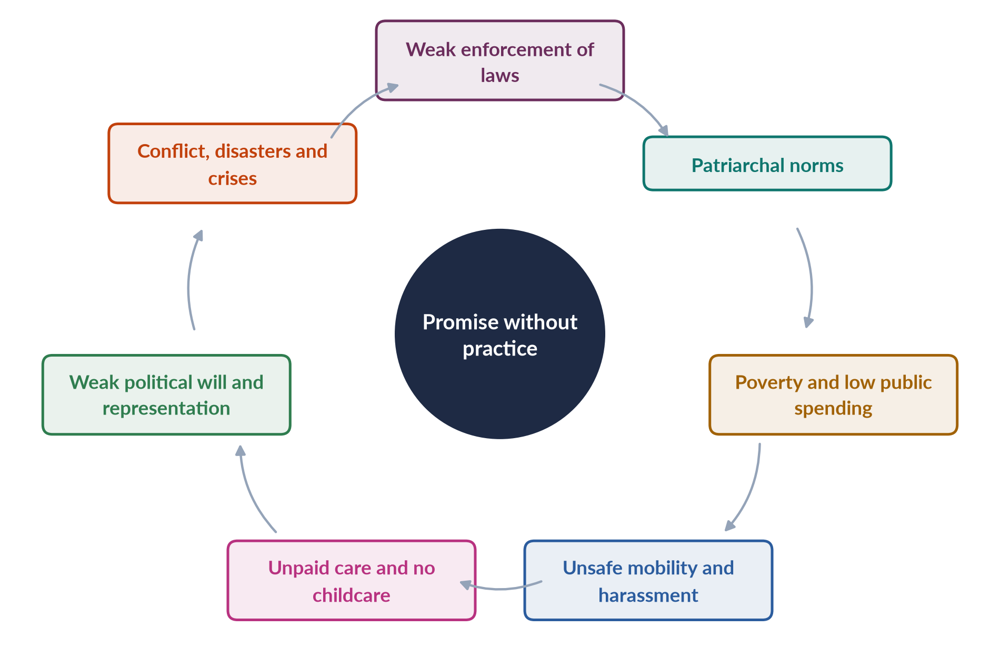 Weak enforcement of
laws
Conflict, disasters and
crises
Patriarchal norms
Promise without
practice
Weak political will and
representation
Poverty and low public
spending
Unpaid care and no
childcare
Unsafe mobility and
harassment